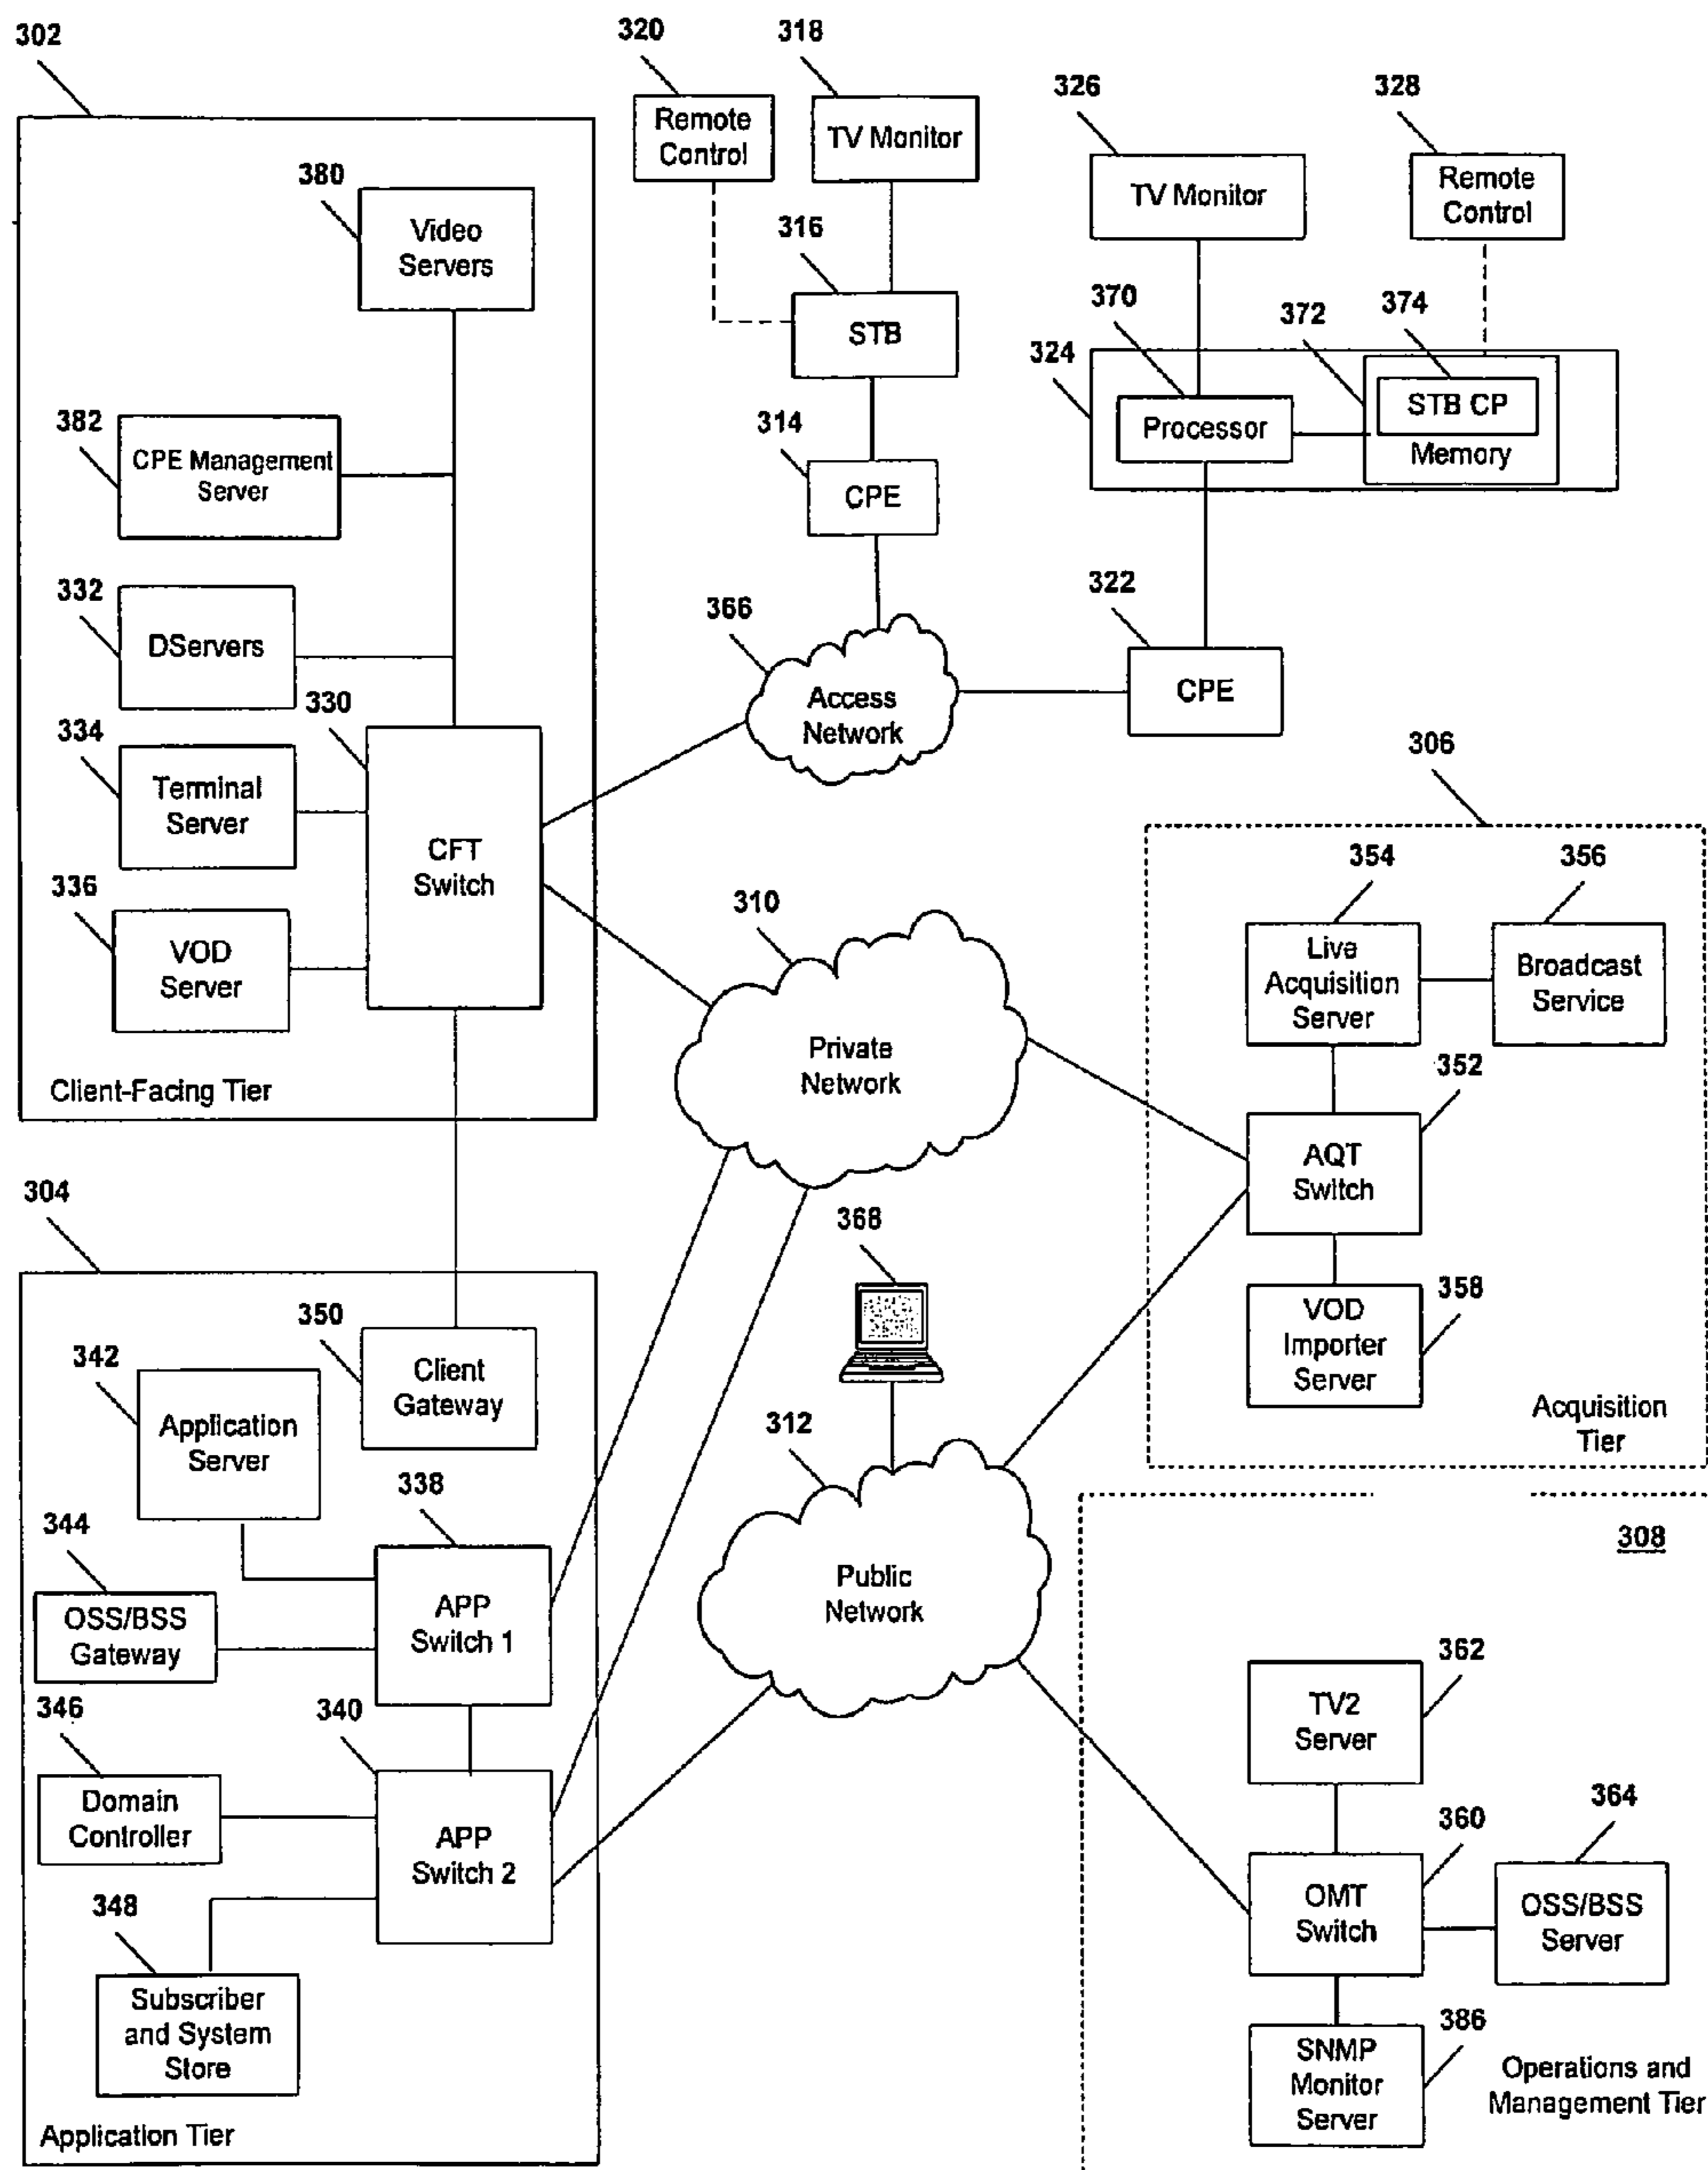 302
320
318
326
328
Remote
Control
TV Monitor
TV Monitor
Remote
Control
380
Video
Servers
316
STB
370
372
374
324
STB CP
Processor
Memory
382
CPE Management
Server
314
CPE
332
DServers
366
322
Access
Network
CPE
334
330
Terminal
Server
306
CFT
Switch
336
VOD
Server
310
354
356
Live
Acquisition
Server
Broadcast
Service
Private
Network
352
Client-Facing Tier
AQT
Switch
304
368
358
VOD
Importer
Server
350
342
Client
Gateway
Application
Server
312
Acquisition
Tier
338
344
308
OSS/BSS
Gateway
APP
Switch 1
Public
Network
362
TV2
Server
346
340
Domain
Controller
APP
Switch 2
360
364
348
OMT
Switch
OSS/BSS
Server
Subscriber
and System
Store
386
SNMP
Monitor
Server
Operations and
Management Tier
Application Tier